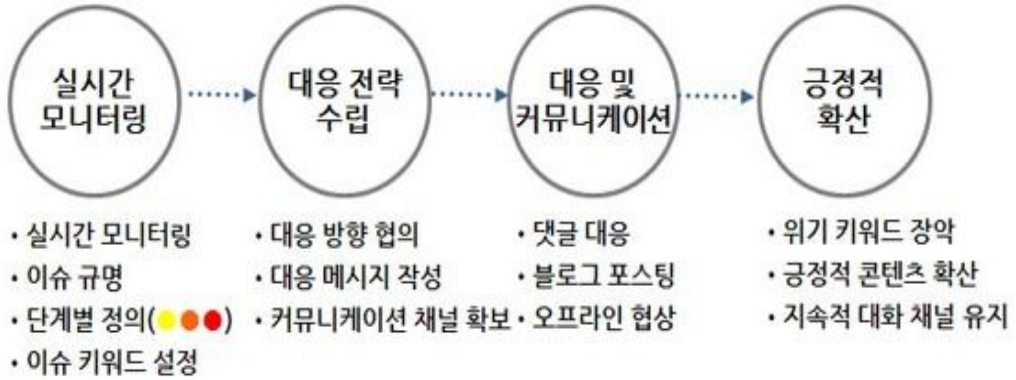 실시간
모니터링
대응 전략
수립
대응 및
커뮤니케이션
긍정적
확산
• 실시간 모니터링
• 이슈 규명
• 단계별 정의( )
• 이슈 키워드 설정
• 대응 방향 협의
• 대응 메시지 작성
• 커뮤니케이션 채널 확보
• 댓글 대응
• 블로그 포스팅
• 오프라인 협상
• 위기 키워드 장악
• 긍정적 콘텐츠 확산
• 지속적 대화 채널 유지